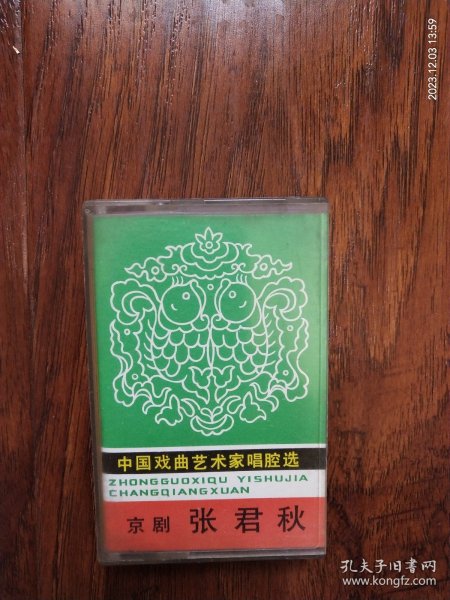 2023.12.03 13:59
中国戏曲艺术家唱腔选
ZHONGGUOXIQU YISHUJIA
CHANGQIANGXUAN
京剧 张君秋
孔夫子旧书网
www.kongfz.com